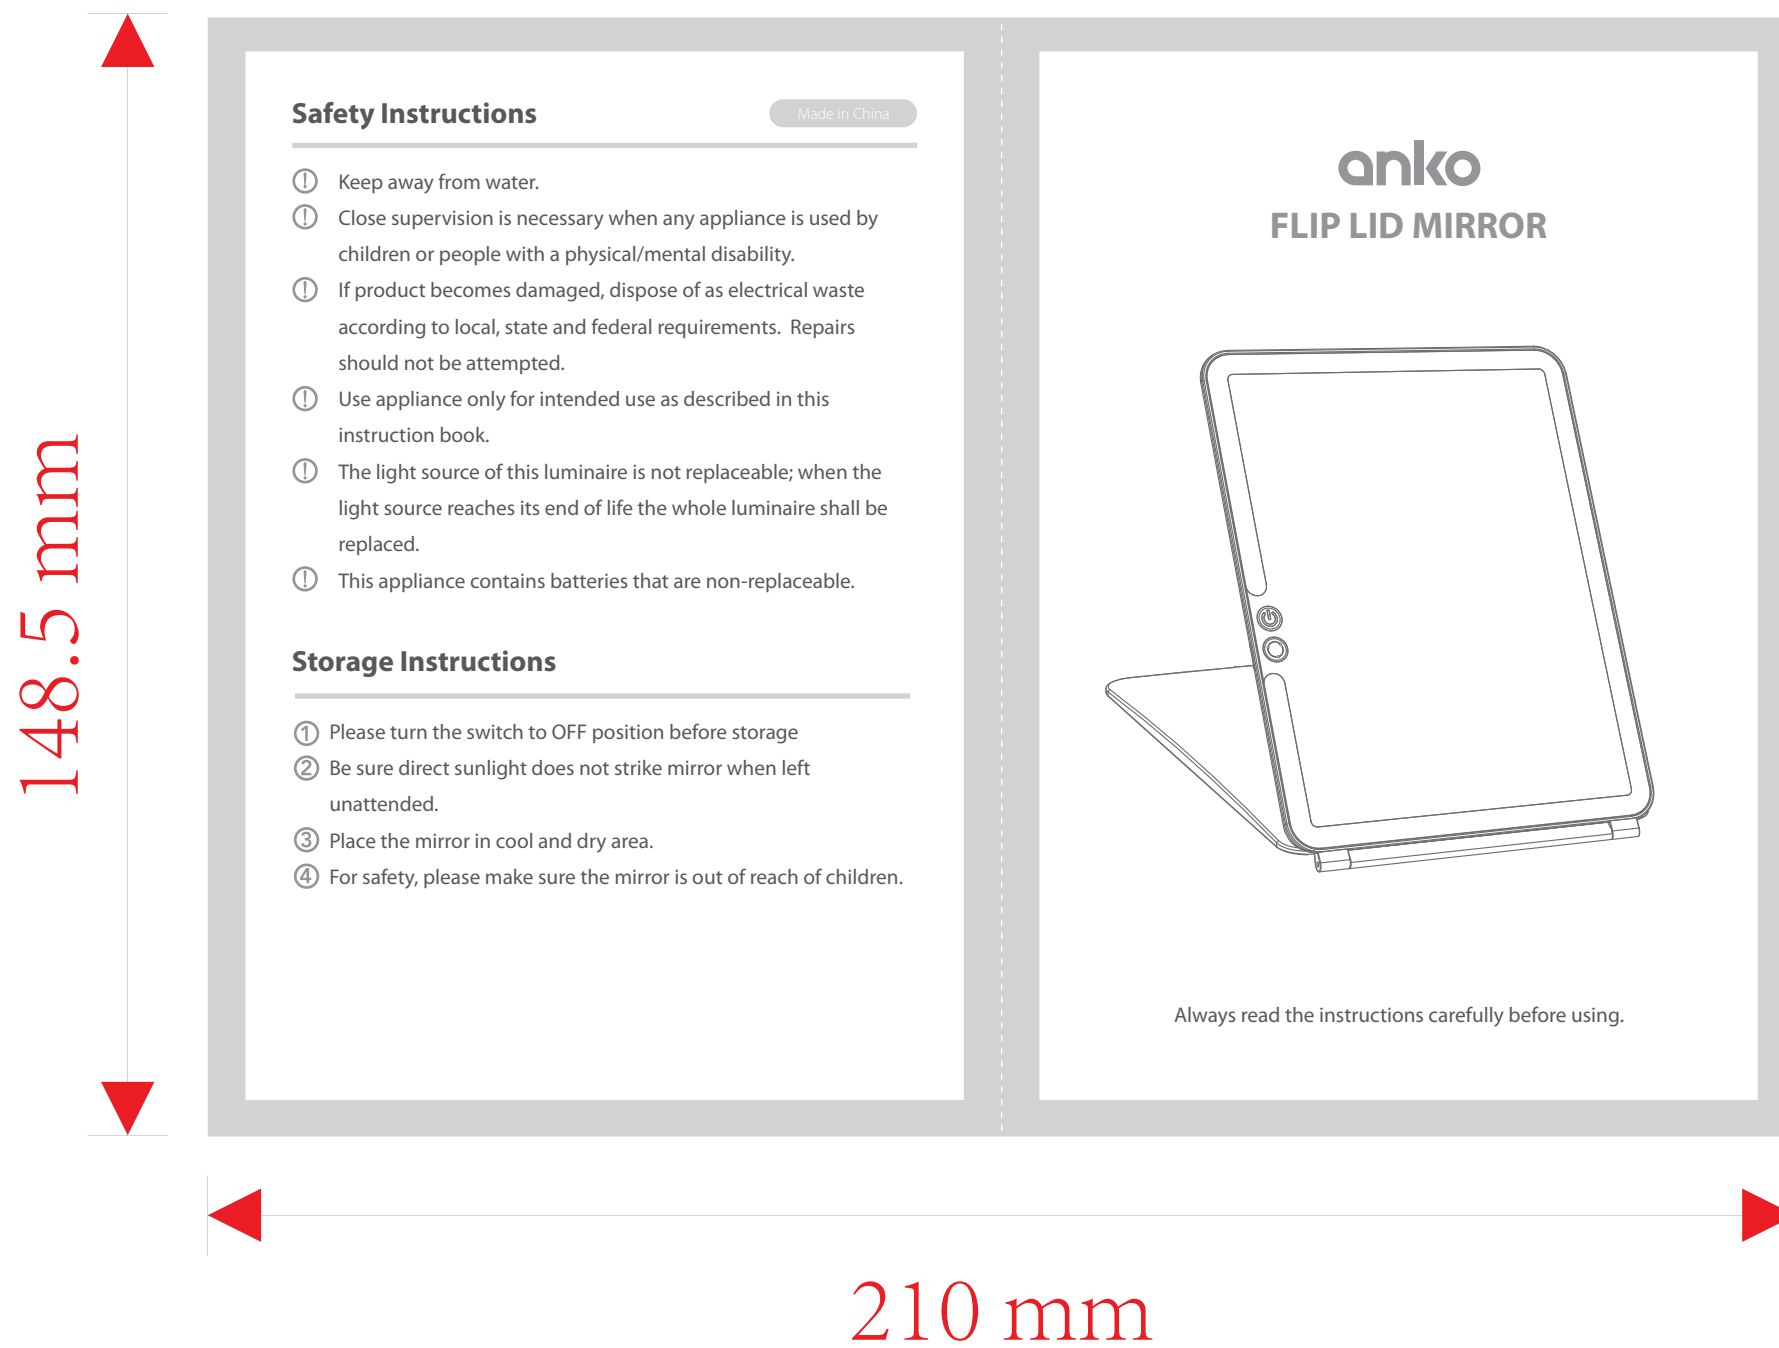 Safety Instructions
Made in China
! Keep away from water.
! Close supervision is necessary when any appliance is used by
children or people with a physical/mental disability.
! If product becomes damaged, dispose of as electrical waste
according to local, state and federal requirements.  Repairs
should not be attempted.
! Use appliance only for intended use as described in this
instruction book.
! The light source of this luminaire is not replaceable; when the
light source reaches its end of life the whole luminaire shall be
replaced.
! This appliance contains batteries that are non-replaceable.
Storage Instructions
① Please turn the switch to OFF position before storage
② Be sure direct sunlight does not strike mirror when left
unattended.
③ Place the mirror in cool and dry area.
④ For safety, please make sure the mirror is out of reach of children.
anko
FLIP LID MIRROR
Always read the instructions carefully before using.
148.5 mm
210 mm